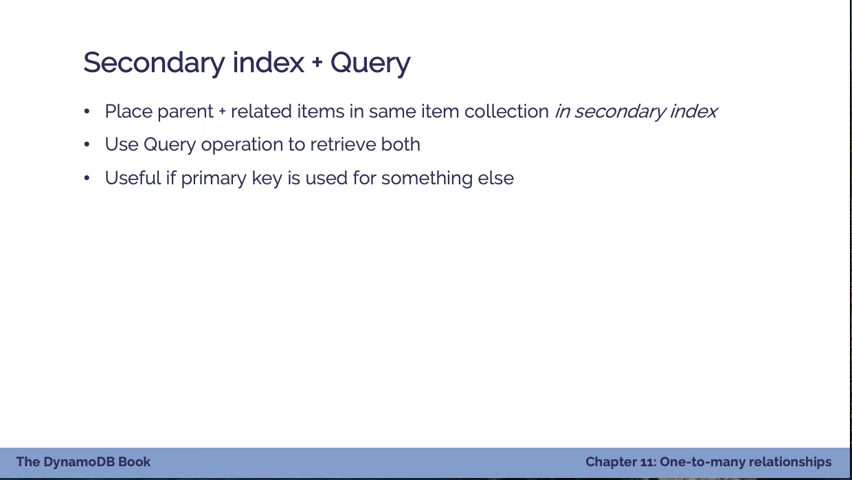 Secondary index + Query
• Place parent + related items in same item collection in secondary index
• Use Query operation to retrieve both
• Useful if primary key is used for something else
The DynamoDB Book
Chapter 11: One-to-many relationships